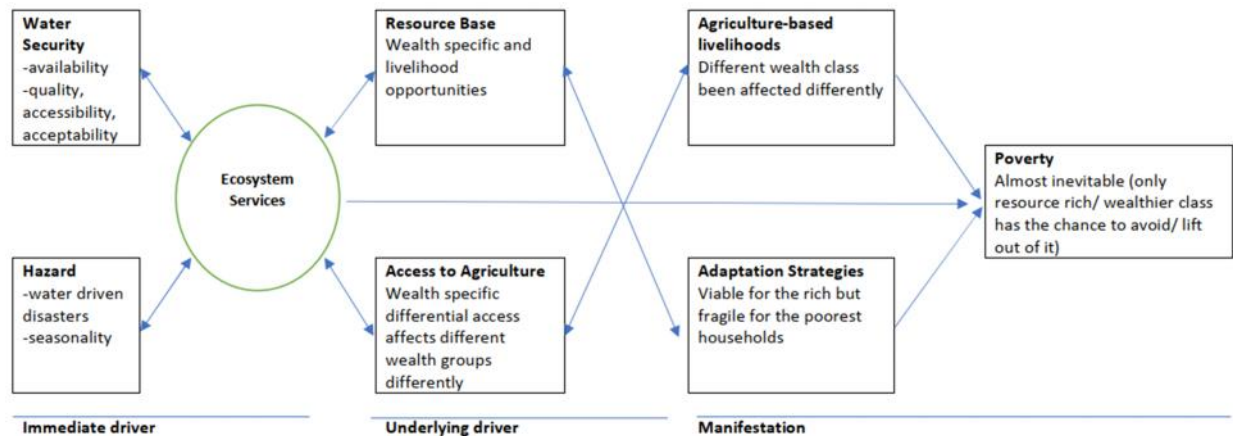 Water
Security
-availability
-quality,
accessibility,
acceptability
Hazard
-water driven
disasters
-seasonality
Ecosystem
Services
Resource Base
Wealth specific and
livelihood
opportunities
Access to Agriculture
Wealth specific
differential access
affects different
wealth groups
differently
Agriculture-based
livelihoods
Different wealth class
been affected differently
Adaptation Strategies
Viable for the rich but
fragile for the poorest
households
Poverty
Almost inevitable (only
resource rich/ wealthier class
has the chance to avoid/ lift
out of it)
Immediate driver
Underlying driver
Manifestation